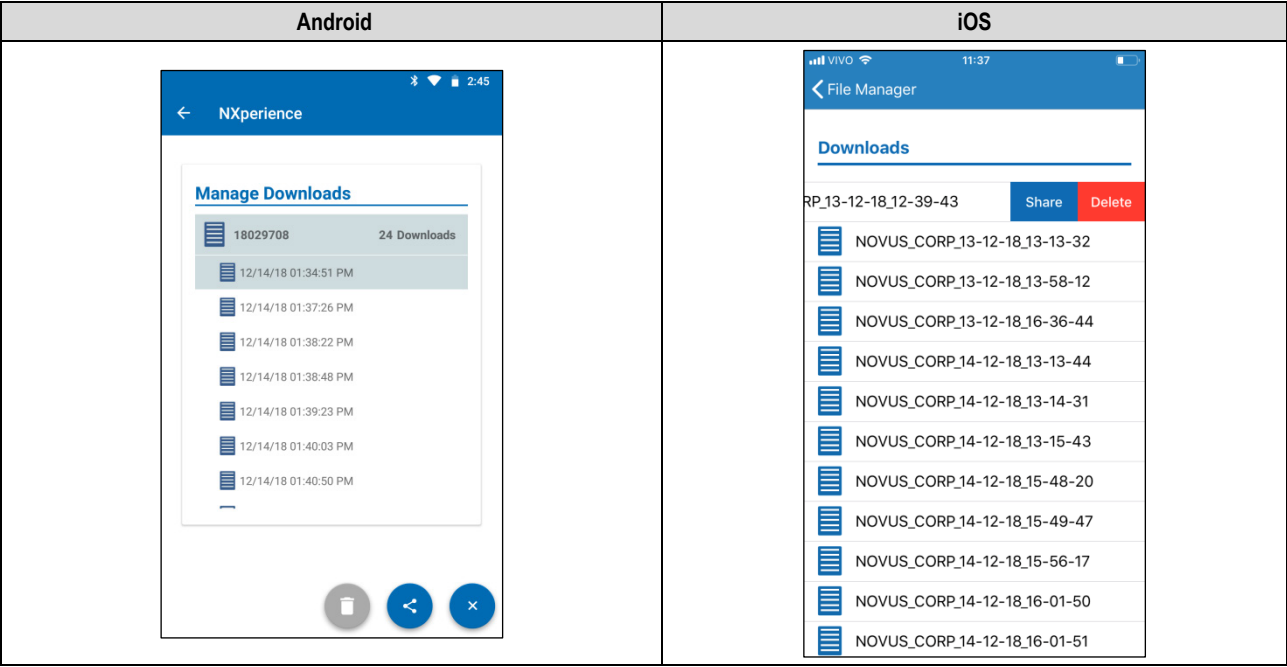 Android
iOS
2:45
NXperience
Manage Downloads
18029708 24 Downloads
12/14/18 01:34:51 PM
12/14/18 01:37:26 PM
12/14/18 01:38:22 PM
12/14/18 01:38:48 PM
12/14/18 01:39:23 PM
12/14/18 01:40:03 PM
12/14/18 01:40:50 PM
VIVO 11:37
File Manager
Downloads
RP_13-12-18_12-39-43 Share Delete
NOVUS_CORP_13-12-18_13-13-32
NOVUS_CORP_13-12-18_13-58-12
NOVUS_CORP_13-12-18_16-36-44
NOVUS_CORP_14-12-18_13-13-44
NOVUS_CORP_14-12-18_13-14-31
NOVUS_CORP_14-12-18_13-15-43
NOVUS_CORP_14-12-18_15-48-20
NOVUS_CORP_14-12-18_15-49-47
NOVUS_CORP_14-12-18_15-56-17
NOVUS_CORP_14-12-18_16-01-50
NOVUS_CORP_14-12-18_16-01-51